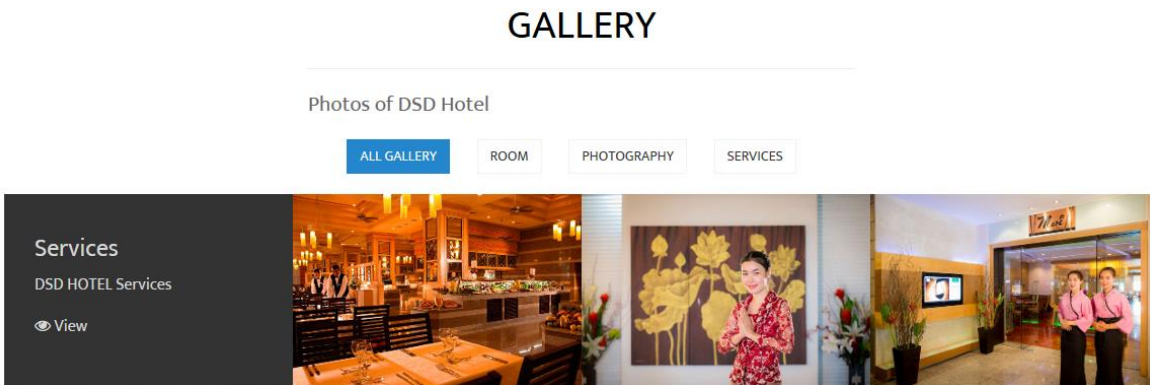 GALLERY
Photos of DSD Hotel
ALL GALLERY
ROOM
PHOTOGRAPHY
SERVICES
Services
DSD HOTEL Services
View